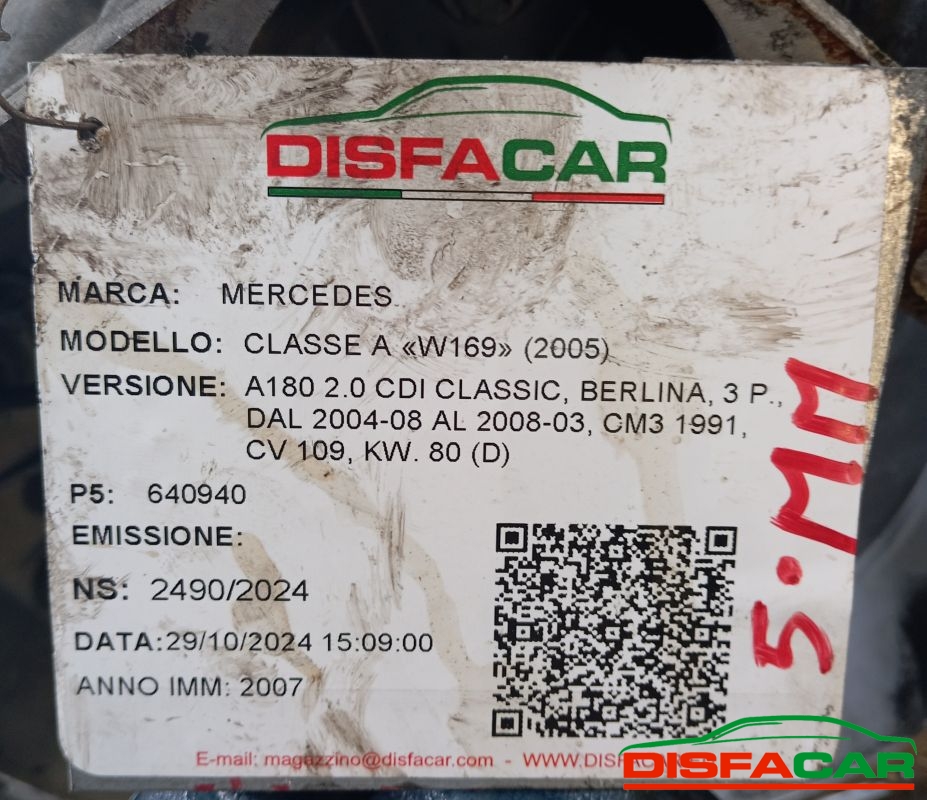 DISFACAR
MARCA: MERCEDES
MODELLO: CLASSE A «W169» (2005)
VERSIONE: A180 2.0 CDI CLASSIC, BERLINA, 3 P.,
DAL 2004-08 AL 2008-03, CM3 1991,
CV 109, KW. 80 (D)
P5: 640940
EMISSIONE:
NS: 2490/2024
DATA:29/10/2024 15:09:00
ANNO IMM: 2007
5.MM
E-mail: magazzino@disfacar.com - WWW.DISFA
DISFACAR